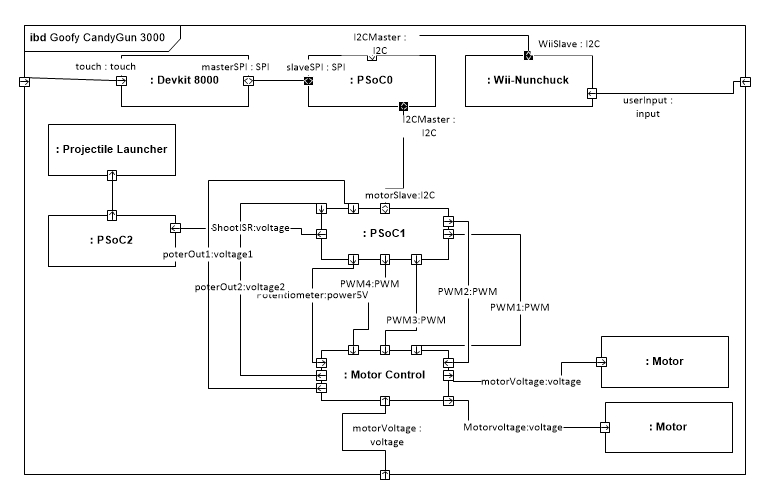 ibd Goofy CandyGun 3000
I2CMaster :
I2C
WiiSlave : I2C
touch : touch
masterSPI : SPI
slaveSPI : SPI
: Devkit 8000
: PSoC0
: Wii-Nunchuck
userInput :
input
I2CMaster :
I2C
: Projectile Launcher
motorSlave:I2C
ShootISR:voltage
: PSoC1
: PSoC2
poterOut1:voltage1
poterOut2:voltage2
Potentiometer:power5V
PWM4:PWM
PWM2:PWM
PWM1:PWM
PWM3:PWM
: Motor
: Motor Control
motorVoltage:voltage
motorVoltage :
voltage
Motorvoltage:voltage
: Motor